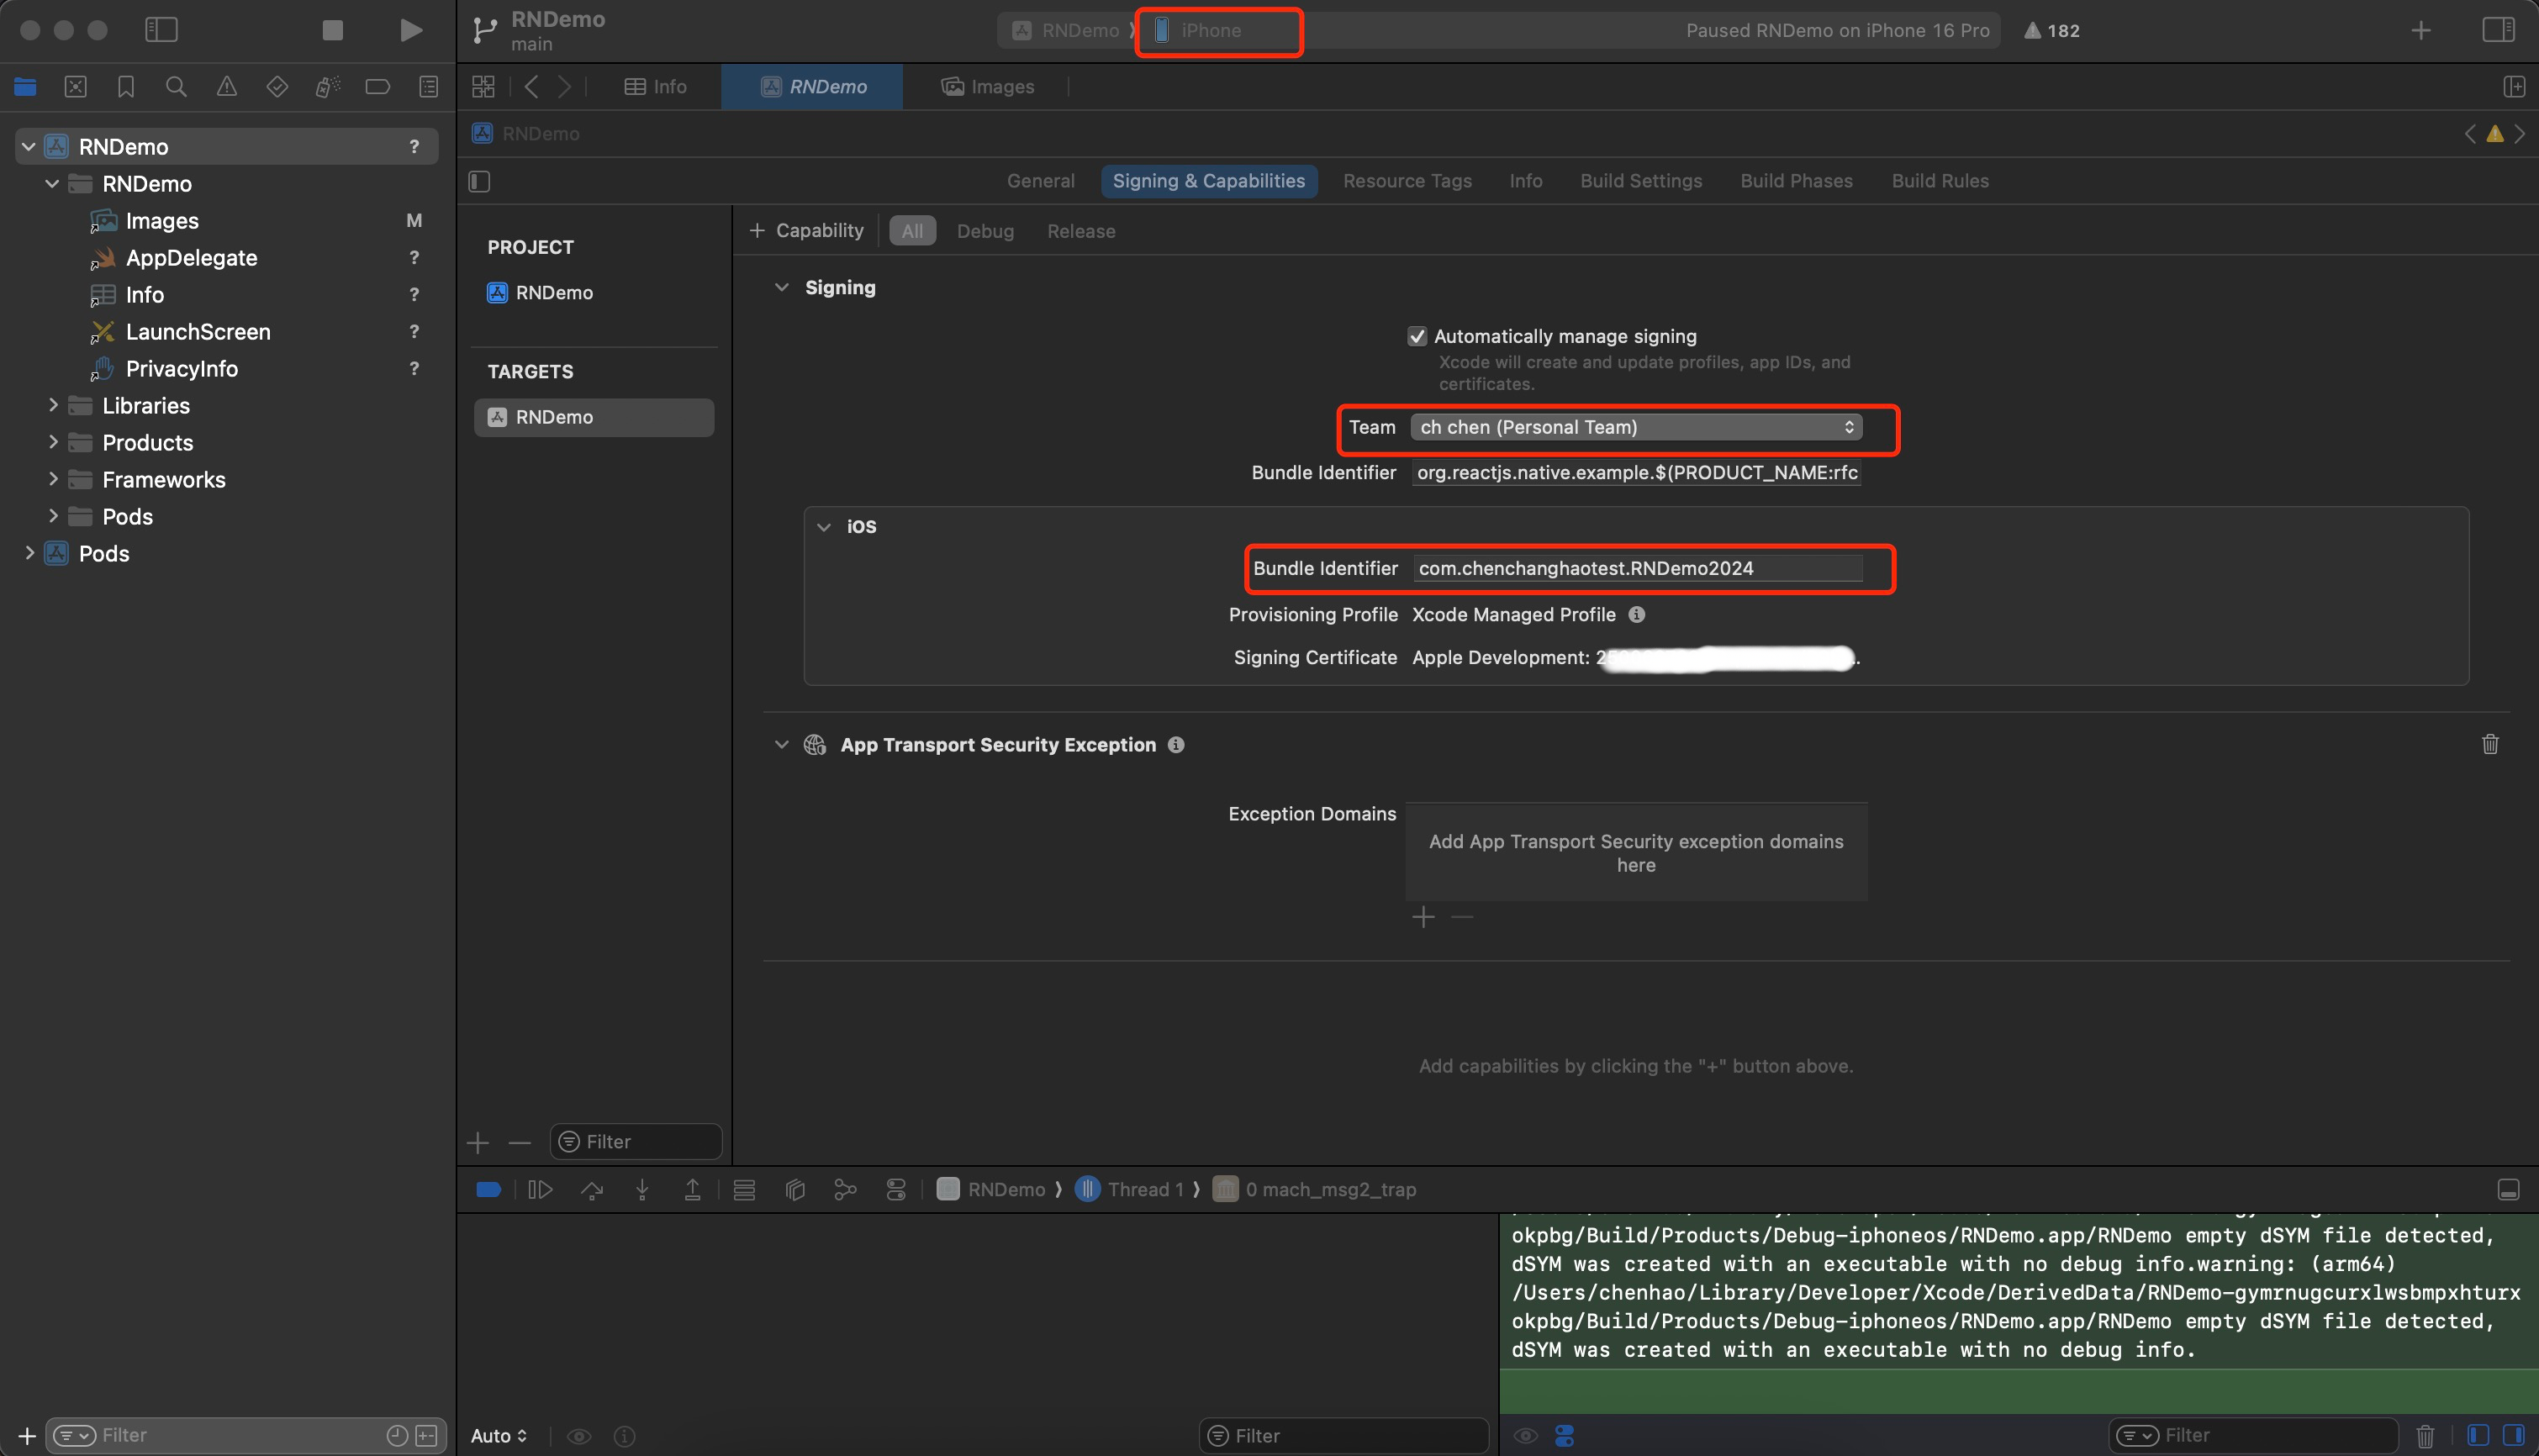 RNDemo
main
RNDemo
iPhone
Paused RNDemo on iPhone 16 Pro
182
Info
RNDemo
Images
RNDemo
General
Signing & Capabilities
Resource Tags
Info
Build Settings
Build Phases
Build Rules
RNDemo ?
RNDemo
Images M
AppDelegate ?
Info ?
LaunchScreen ?
PrivacyInfo ?
Libraries
Products
Frameworks
Pods
Pods
Filter
PROJECT
RNDemo
TARGETS
RNDemo
Filter
+ Capability
All
Debug
Release
Signing
Automatically manage signing
Xcode will create and update profiles, app IDs, and
certificates.
Team ch chen (Personal Team)
Bundle Identifier org.reactjs.native.example.$(PRODUCT_NAME:rfc
iOS
Bundle Identifier com.chenchanghaotest.RNDemo2024
Provisioning Profile Xcode Managed Profile
Signing Certificate Apple Development:
App Transport Security Exception
Exception Domains
Add App Transport Security exception domains
here
Add capabilities by clicking the "+" button above.
RNDemo
Thread 1
0 mach_msg2_trap
okpbg/Build/Products/Debug-iphoneos/RNDemo.app/RNDemo empty dSYM file detected,
dSYM was created with an executable with no debug info.warning: (arm64)
/Users/chenhao/Library/Developer/Xcode/DerivedData/RNDemo-gymrnugcurxlwsbmpxhturx
okpbg/Build/Products/Debug-iphoneos/RNDemo.app/RNDemo empty dSYM file detected,
dSYM was created with an executable with no debug info.
Auto
Filter
Filter